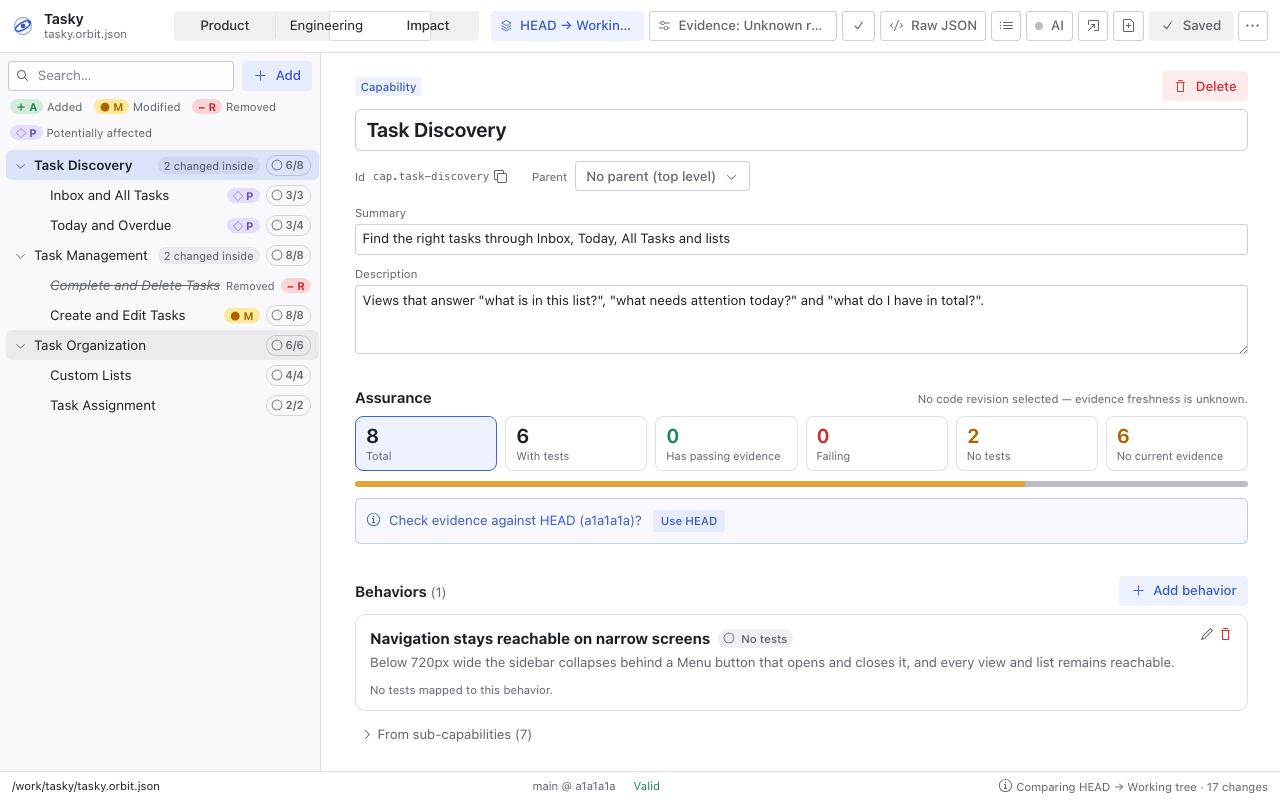 Tasky
tasky.orbit.json
Product
Engineering
Impact
HEAD → Workin...
Evidence: Unknown r...
Raw JSON
AI
Saved
Search...
Add
+ A Added
M Modified
− R Removed
P Potentially affected
Task Discovery 2 changed inside 6/8
Inbox and All Tasks P 3/3
Today and Overdue P 3/4
Task Management 2 changed inside 8/8
Complete and Delete Tasks Removed − R
Create and Edit Tasks M 8/8
Task Organization 6/6
Custom Lists 4/4
Task Assignment 2/2
Capability
Delete
Task Discovery
Id cap.task-discovery
Parent No parent (top level)
Summary
Find the right tasks through Inbox, Today, All Tasks and lists
Description
Views that answer "what is in this list?", "what needs attention today?" and "what do I have in total?".
Assurance
No code revision selected — evidence freshness is unknown.
8
Total
6
With tests
0
Has passing evidence
0
Failing
2
No tests
6
No current evidence
Check evidence against HEAD (a1a1a1a)? Use HEAD
Behaviors (1)
Add behavior
Navigation stays reachable on narrow screens No tests
Below 720px wide the sidebar collapses behind a Menu button that opens and closes it, and every view and list remains reachable.
No tests mapped to this behavior.
From sub-capabilities (7)
/work/tasky/tasky.orbit.json
main @ a1a1a1a
Valid
Comparing HEAD → Working tree · 17 changes